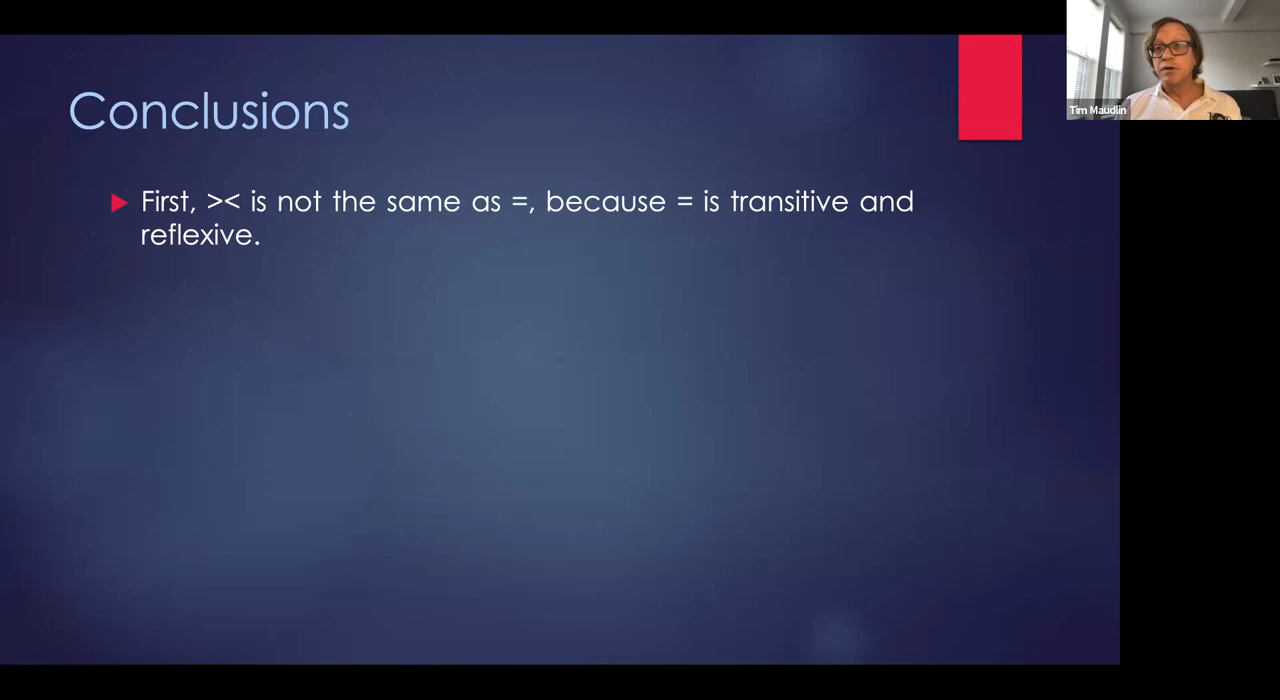 Tim Maudlin
Conclusions
First, >< is not the same as =, because = is transitive and
reflexive.